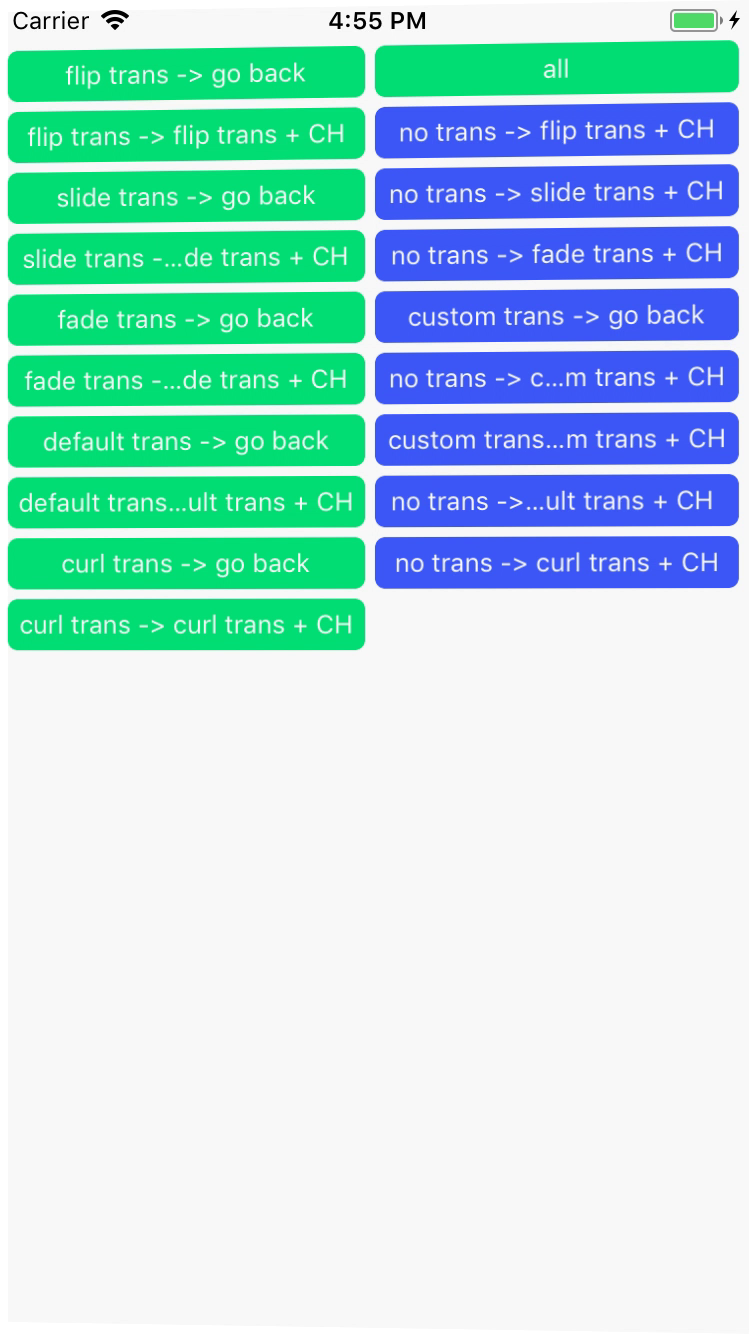 Carrier 4:55 PM
flip trans -> go back
all
flip trans -> flip trans + CH
no trans -> flip trans + CH
slide trans -> go back
no trans -> slide trans + CH
slide trans -...de trans + CH
no trans -> fade trans + CH
fade trans -> go back
custom trans -> go back
fade trans -...de trans + CH
no trans -> c...m trans + CH
default trans -> go back
custom trans...m trans + CH
default trans...ult trans + CH
no trans ->...ult trans + CH
curl trans -> go back
no trans -> curl trans + CH
curl trans -> curl trans + CH